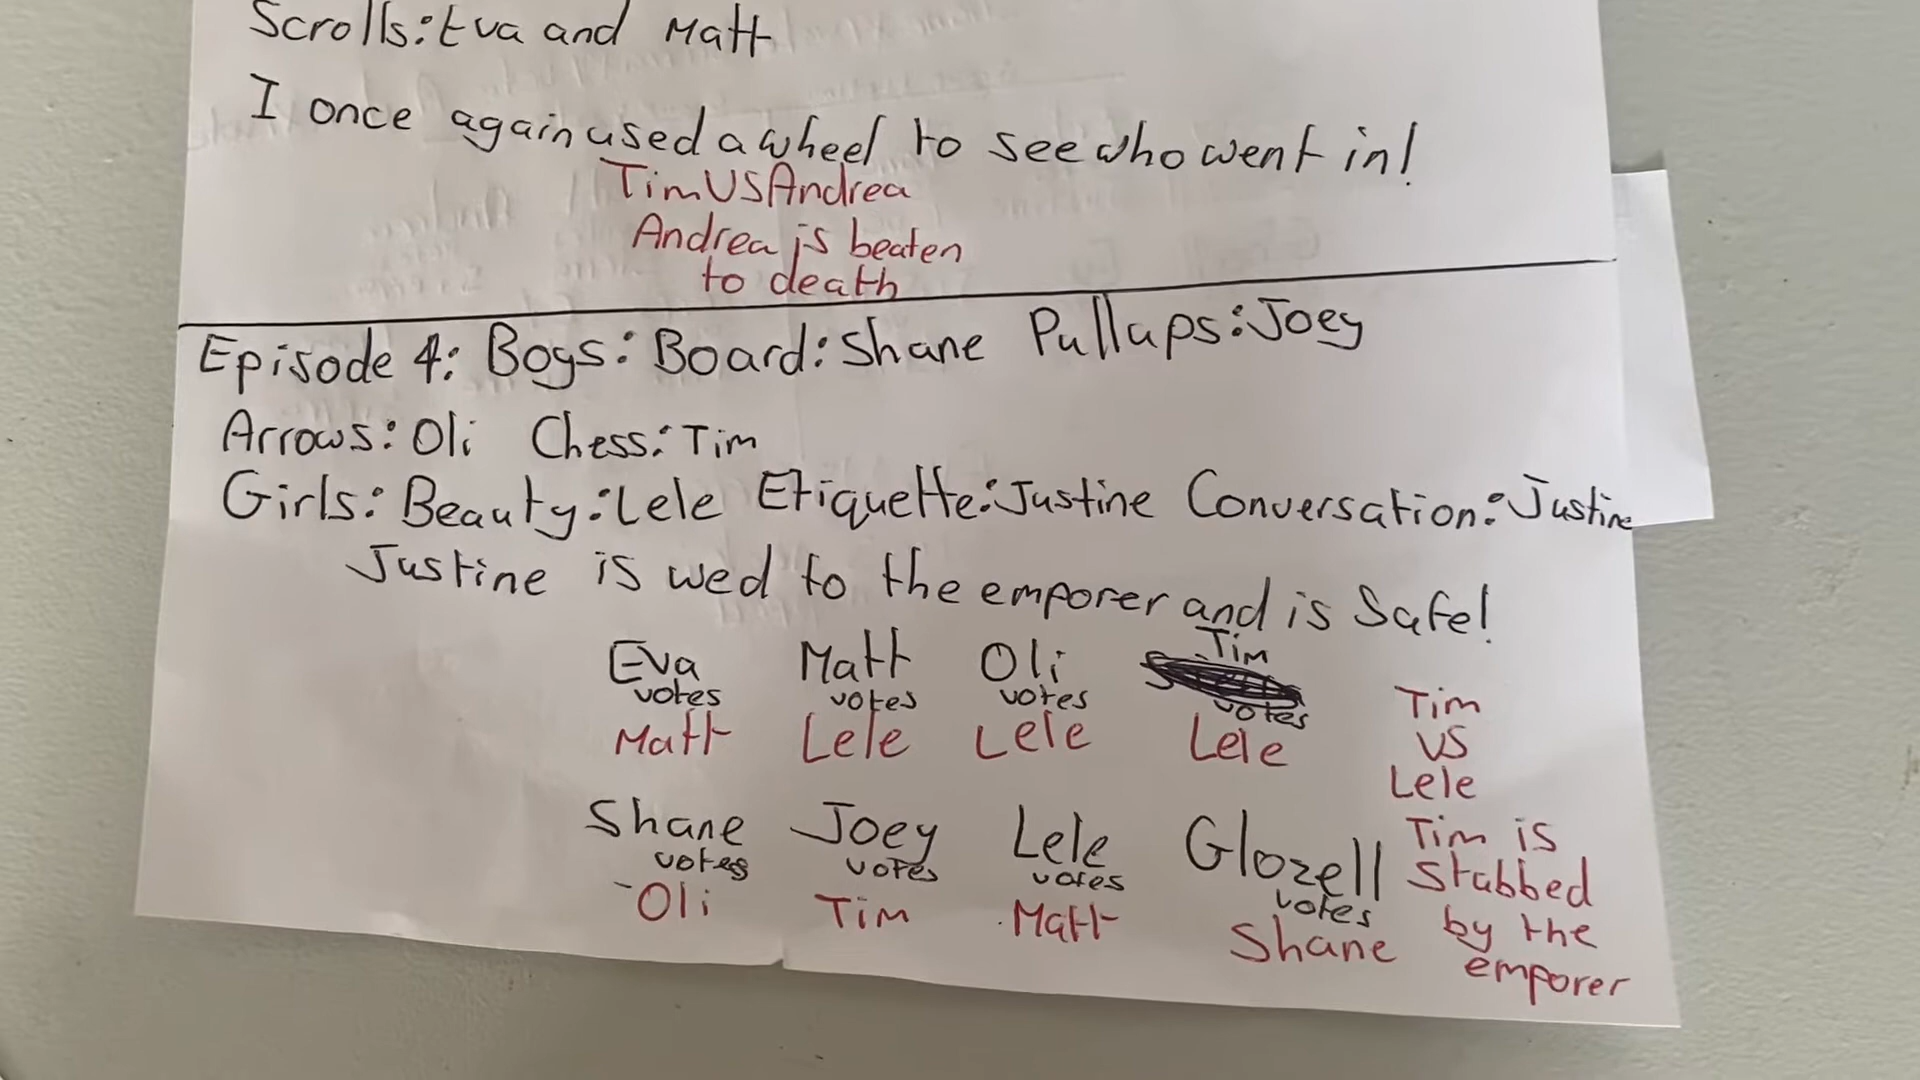 Scrolls: Eva and Matt
I once again used a wheel to see who went in!
Tim VS Andrea
Andrea is beaten
to death
Episode 4: Boys: Board: Shane Pullups: Joey
Arrows: Oli Chess: Tim
Girls: Beauty: Lele Etiquette: Justine Conversation: Justine
Justine is wed to the emporer and is Safe!
Eva votes Matt
Matt votes Lele
Oli votes Lele
Tim votes Lele
Shane votes Oli
Joey votes Tim
Lele votes Matt
Glozell votes Shane
Tim
VS
Lele
Tim is
Stabbed
by the
emporer